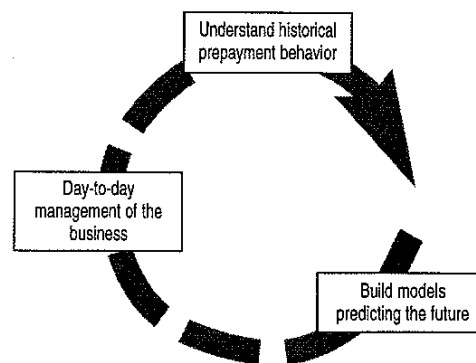 Understand historical
prepayment behavior
Day-to-day
management of the
business
Build models
predicting the future